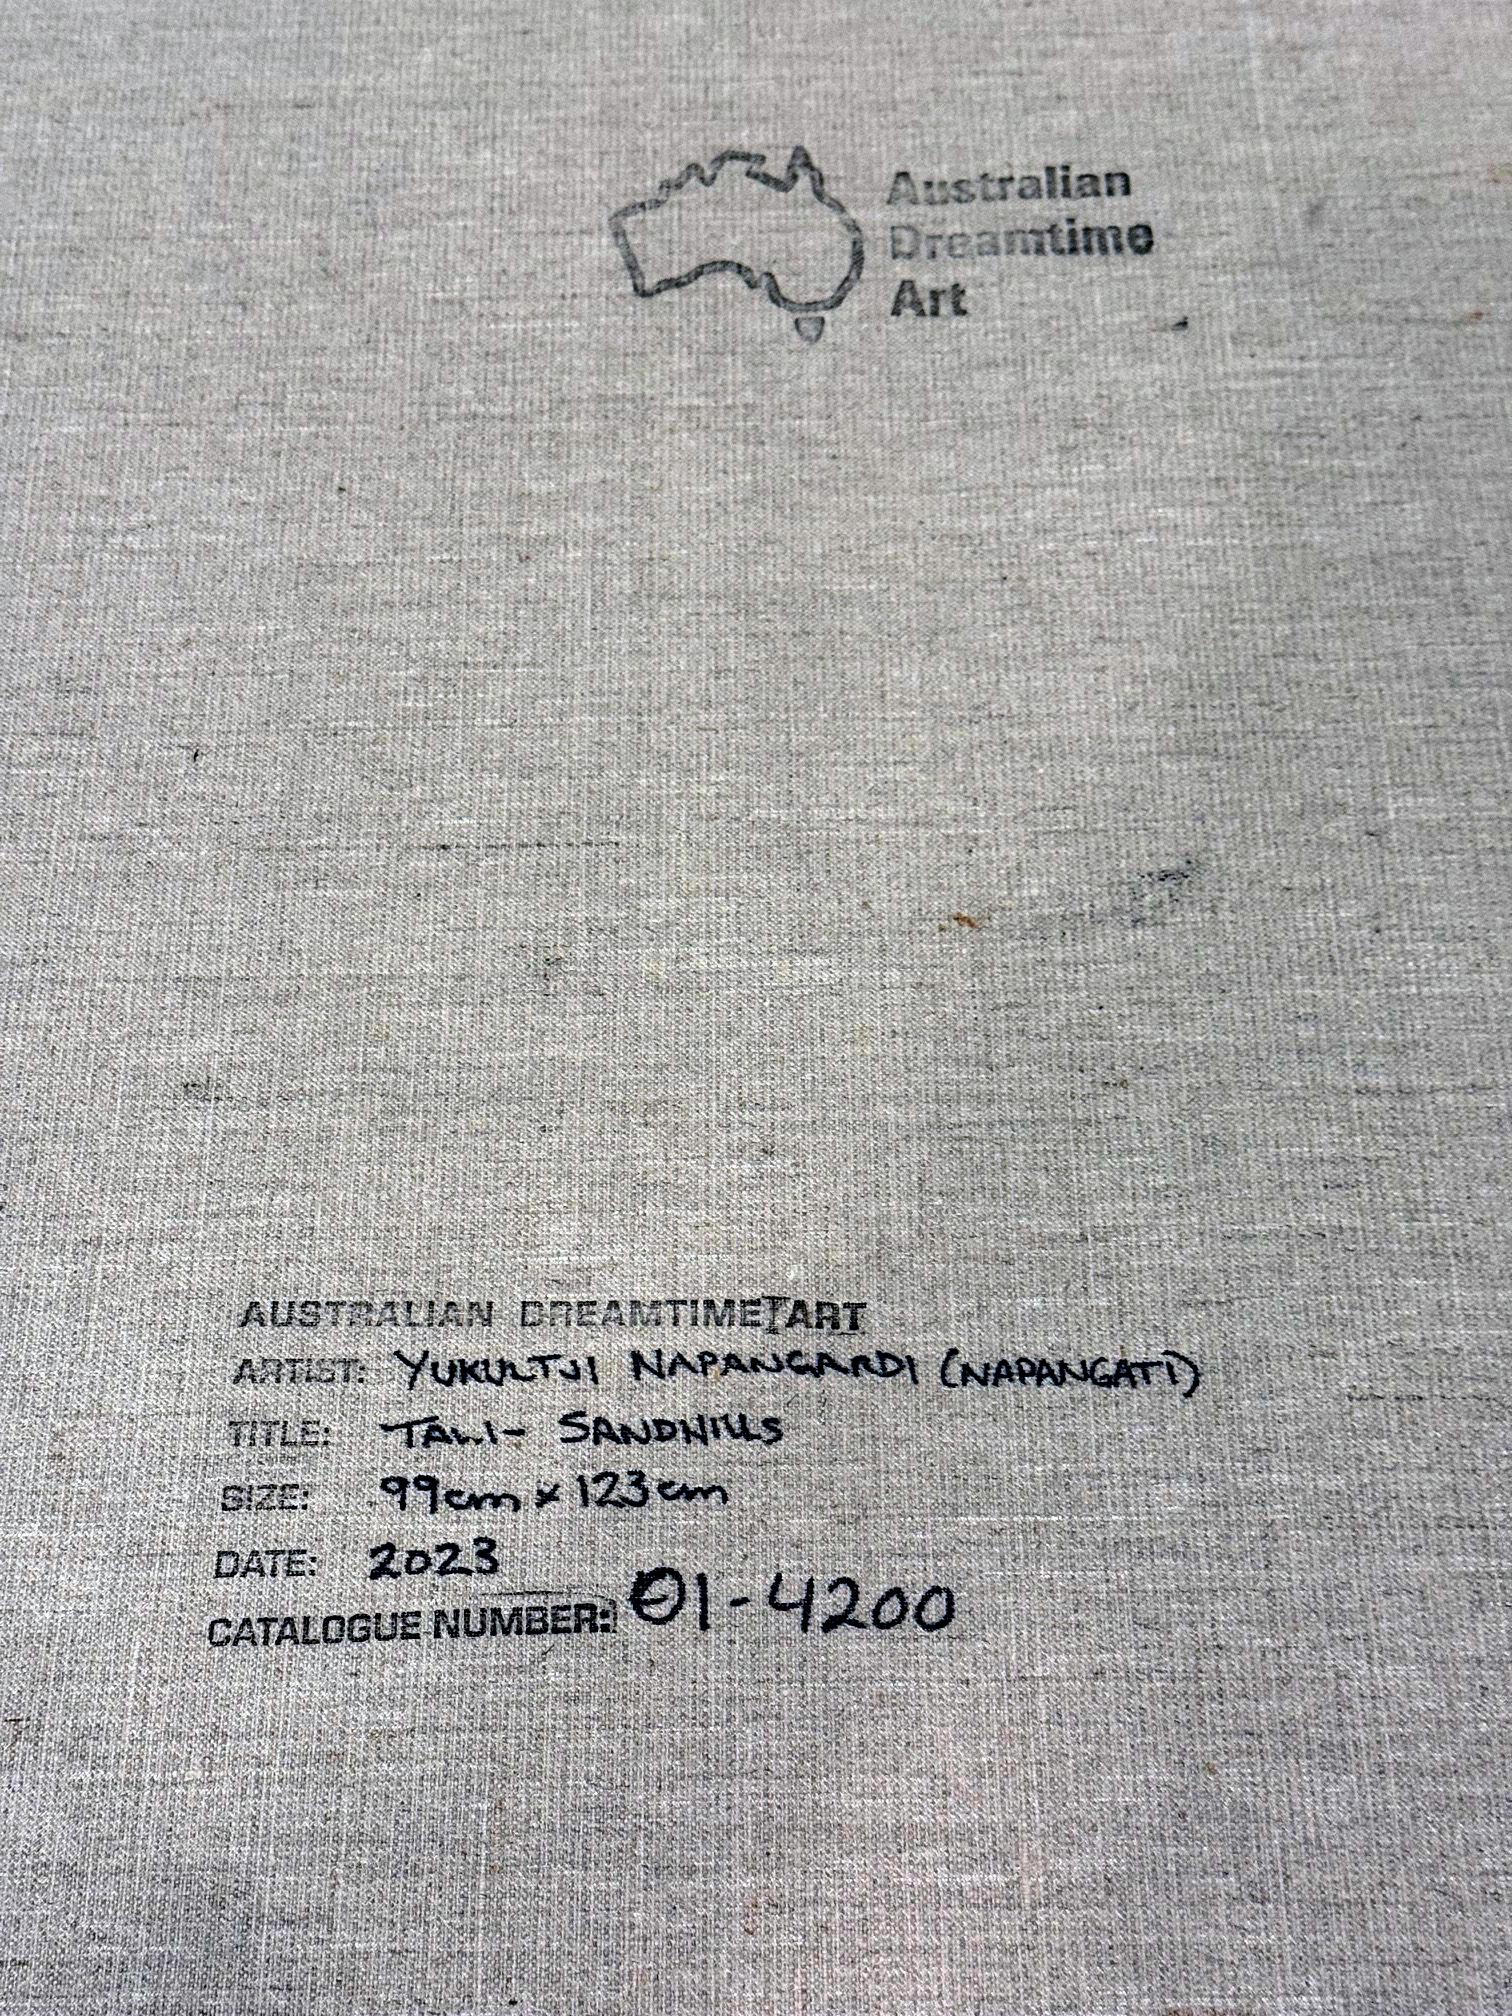 Australian
Dreamtime
Art
AUSTRALIAN DREAMTIME ART
ARTIST: YUKULTJI NAPANGARDI (NAPANGATI)
TITLE: TALI- SANDHILLS
SIZE: 99cm x 123cm
DATE: 2023
CATALOGUE NUMBER: 01-4200